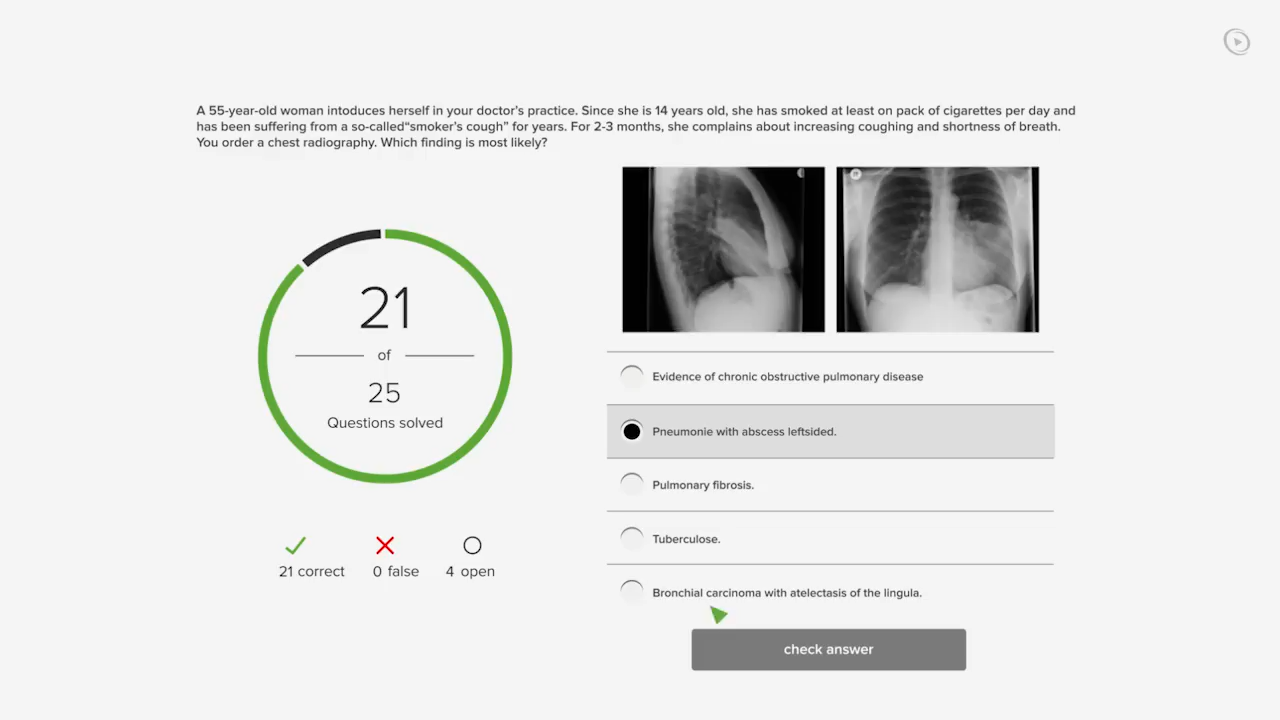 A 55-year-old woman intoduces herself in your doctor's practice. Since she is 14 years old, she has smoked at least on pack of cigarettes per day and
has been suffering from a so-called"smoker's cough" for years. For 2-3 months, she complains about increasing coughing and shortness of breath.
You order a chest radiography. Which finding is most likely?
21
of
25
Questions solved
21 correct
0 false
4 open
Evidence of chronic obstructive pulmonary disease
Pneumonie with abscess leftsided.
Pulmonary fibrosis.
Tuberculose.
Bronchial carcinoma with atelectasis of the lingula.
check answer